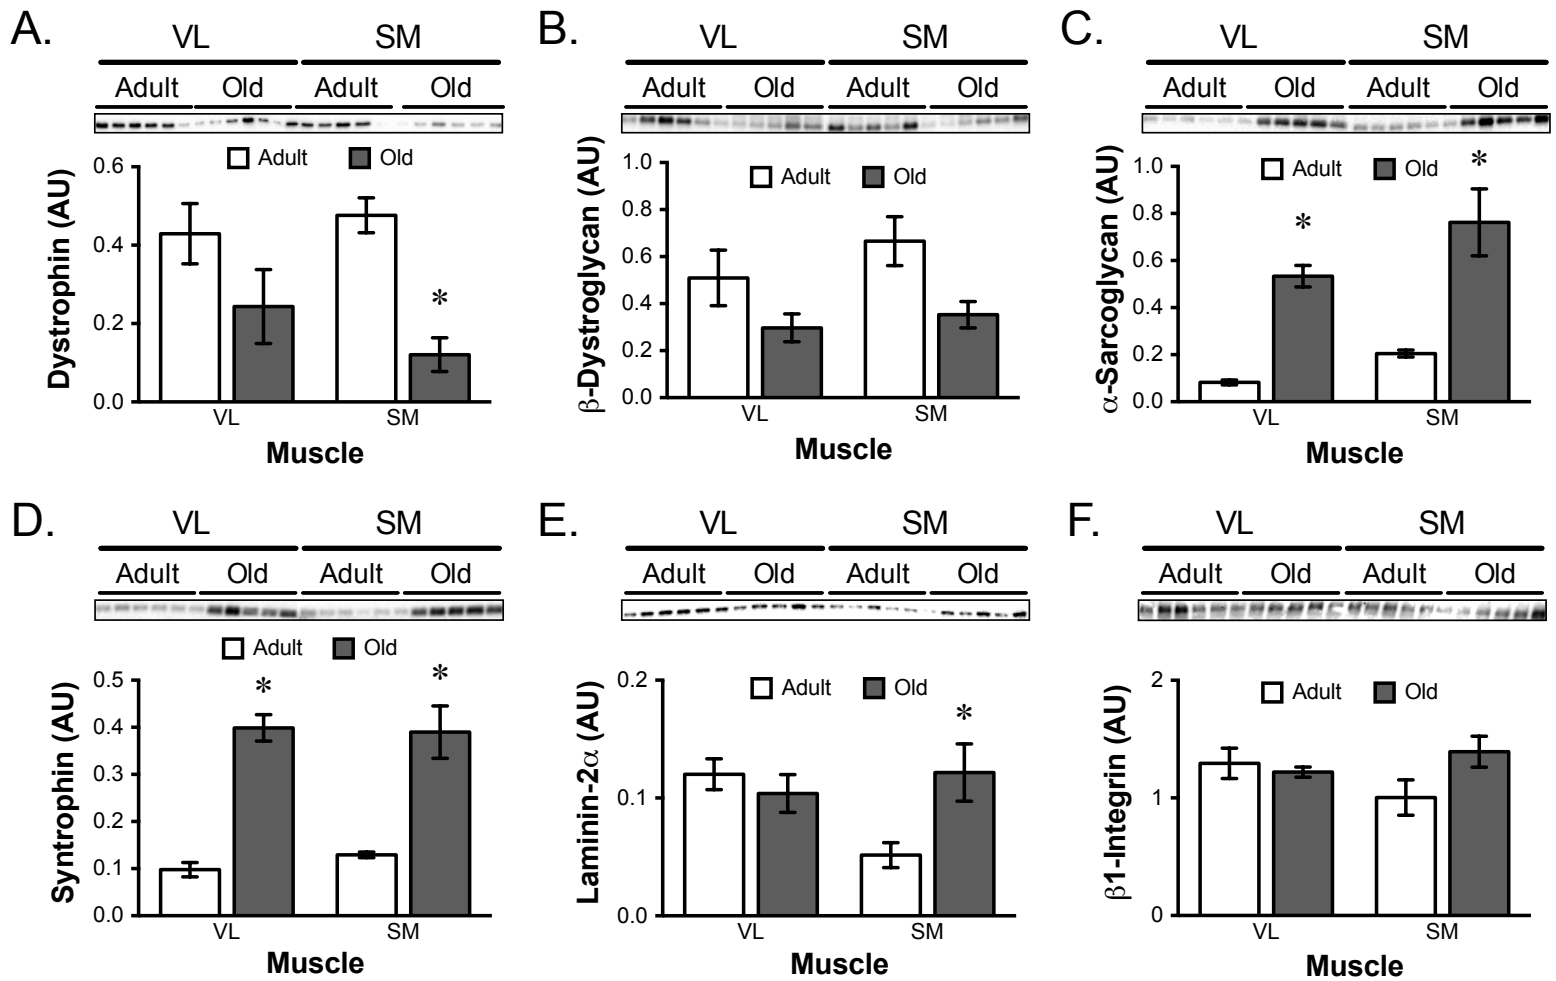 A. VL SM
Adult Old Adult Old
Adult Old
Dystrophin (AU)
0.6
0.4
0.2
0.0
*
VL SM
Muscle
B. VL SM
Adult Old Adult Old
Adult Old
β-Dystroglycan (AU)
1.0
0.8
0.6
0.4
0.2
0.0
VL SM
Muscle
C. VL SM
Adult Old Adult Old
Adult Old
α-Sarcoglycan (AU)
1.0
0.8
0.6
0.4
0.2
0.0
* *
VL SM
Muscle
D. VL SM
Adult Old Adult Old
Adult Old
Syntrophin (AU)
0.5
0.4
0.3
0.2
0.1
0.0
* *
VL SM
Muscle
E. VL SM
Adult Old Adult Old
Adult Old
Laminin-2α (AU)
0.2
0.1
0.0
*
VL SM
Muscle
F. VL SM
Adult Old Adult Old
Adult Old
β1-Integrin (AU)
2
1
0
VL SM
Muscle